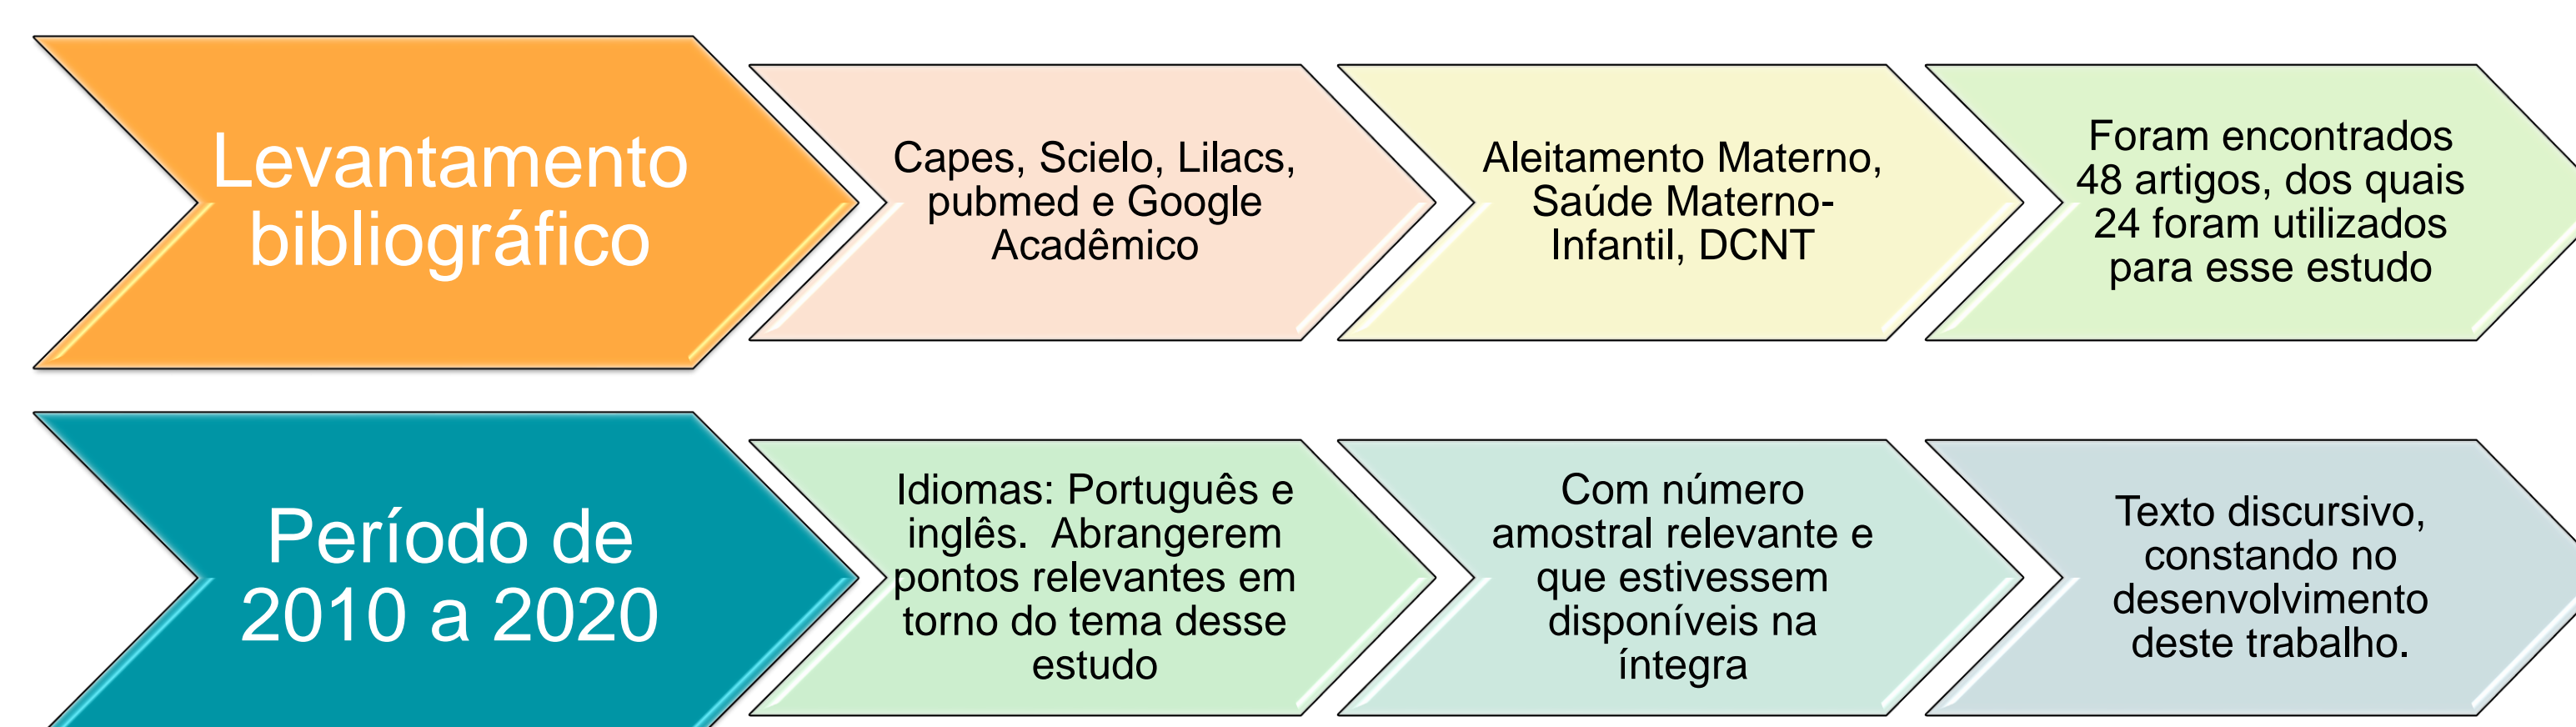 Levantamento
bibliográfico
Capes, Scielo, Lilacs,
pubmed e Google
Acadêmico
Aleitamento Materno,
Saúde Materno-
Infantil, DCNT
Foram encontrados
48 artigos, dos quais
24 foram utilizados
para esse estudo
Período de
2010 a 2020
Idiomas: Português e
inglês.  Abrangerem
pontos relevantes em
torno do tema desse
estudo
Com número
amostral relevante e
que estivessem
disponíveis na
íntegra
Texto discursivo,
constando no
desenvolvimento
deste trabalho.